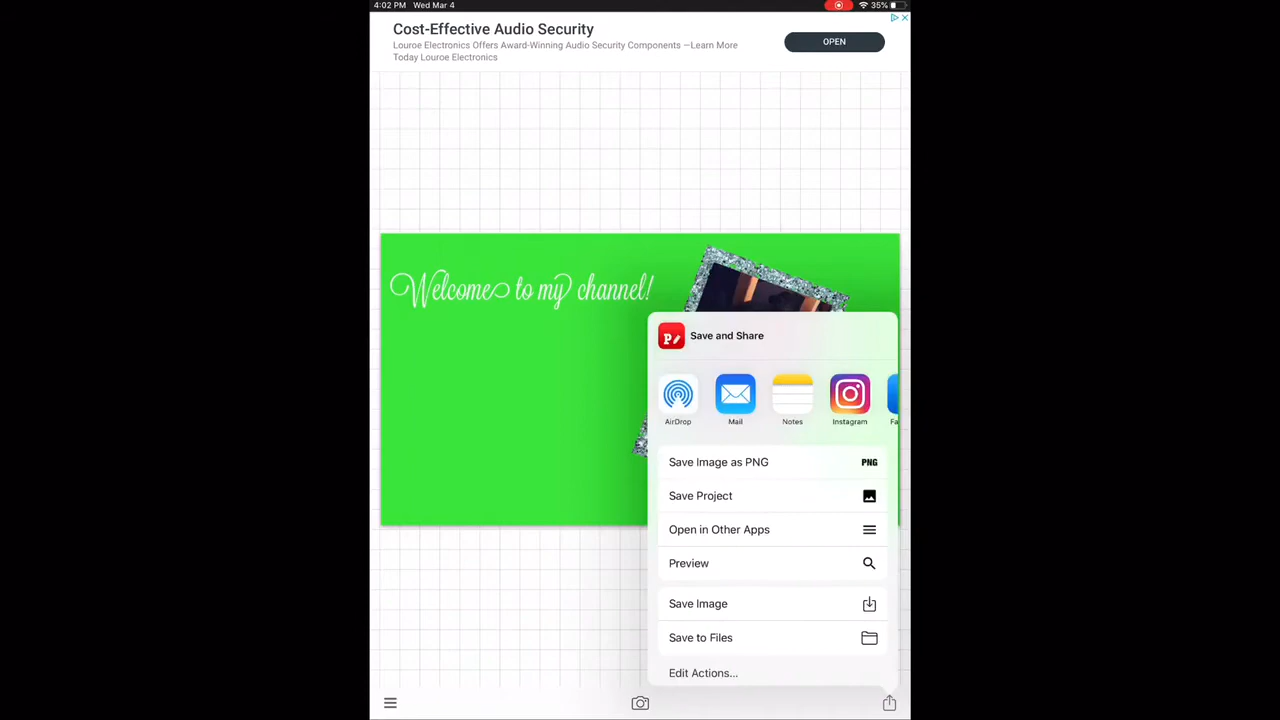 4:02 PM Wed Mar 4
35%
Cost-Effective Audio Security
Louroe Electronics Offers Award-Winning Audio Security Components —Learn More
Today Louroe Electronics
OPEN
Welcome to my channel!
Save and Share
AirDrop
Mail
Notes
Instagram
Fa
Save Image as PNG
PNG
Save Project
Open in Other Apps
Preview
Save Image
Save to Files
Edit Actions...